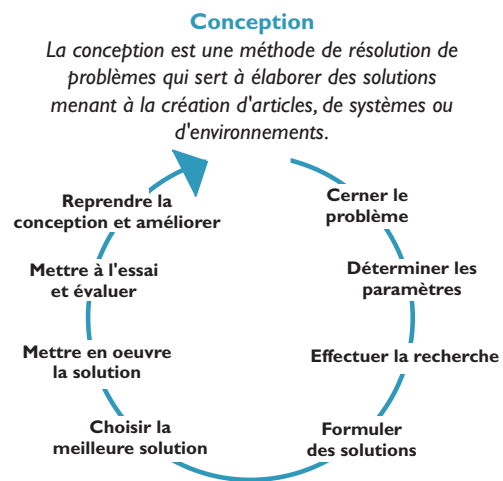 Conception
La conception est une méthode de résolution de
problèmes qui sert à élaborer des solutions
menant à la création d'articles, de systèmes ou
d'environnements.
Cerner le
problème
Déterminer les
paramètres
Effectuer la recherche
Formuler
des solutions
Choisir la
meilleure solution
Mettre en oeuvre
la solution
Mettre à l'essai
et évaluer
Reprendre la
conception et améliorer